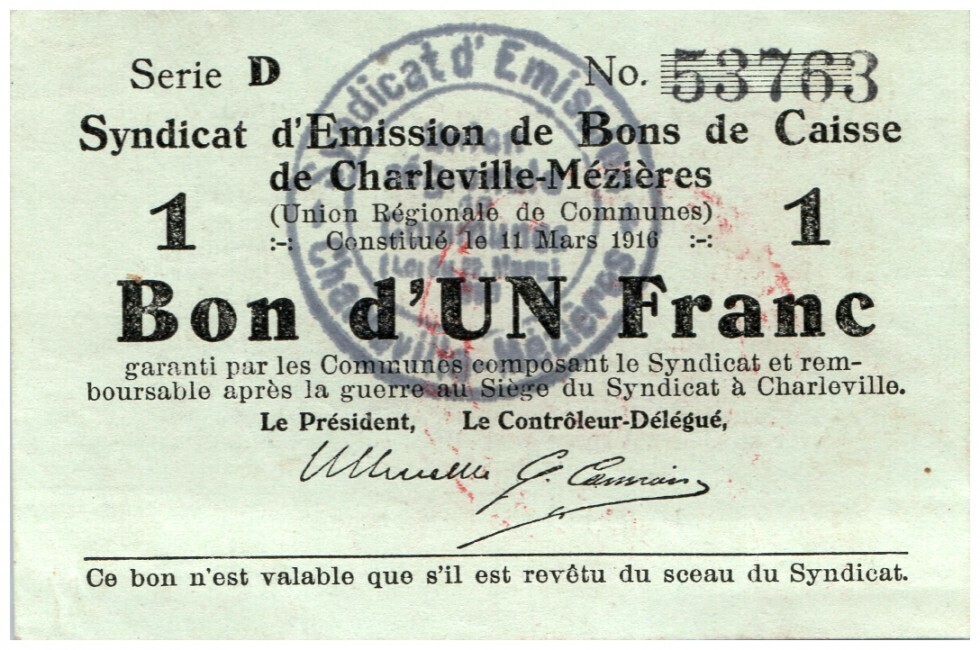 Serie D No. 53763
Syndicat d'Emission de Bons de Caisse
de Charleville-Mézières
1 (Union Régionale de Communes) 1
:-: Constitué le 11 Mars 1916 :-:
Bon d'UN Franc
garanti par les Communes composant le Syndicat et rem-
boursable après la guerre au Siège du Syndicat à Charleville.
Le Président, Le Contrôleur-Délégué,
Ce bon n'est valable que s'il est revêtu du sceau du Syndicat.
Syndicat d'Emission